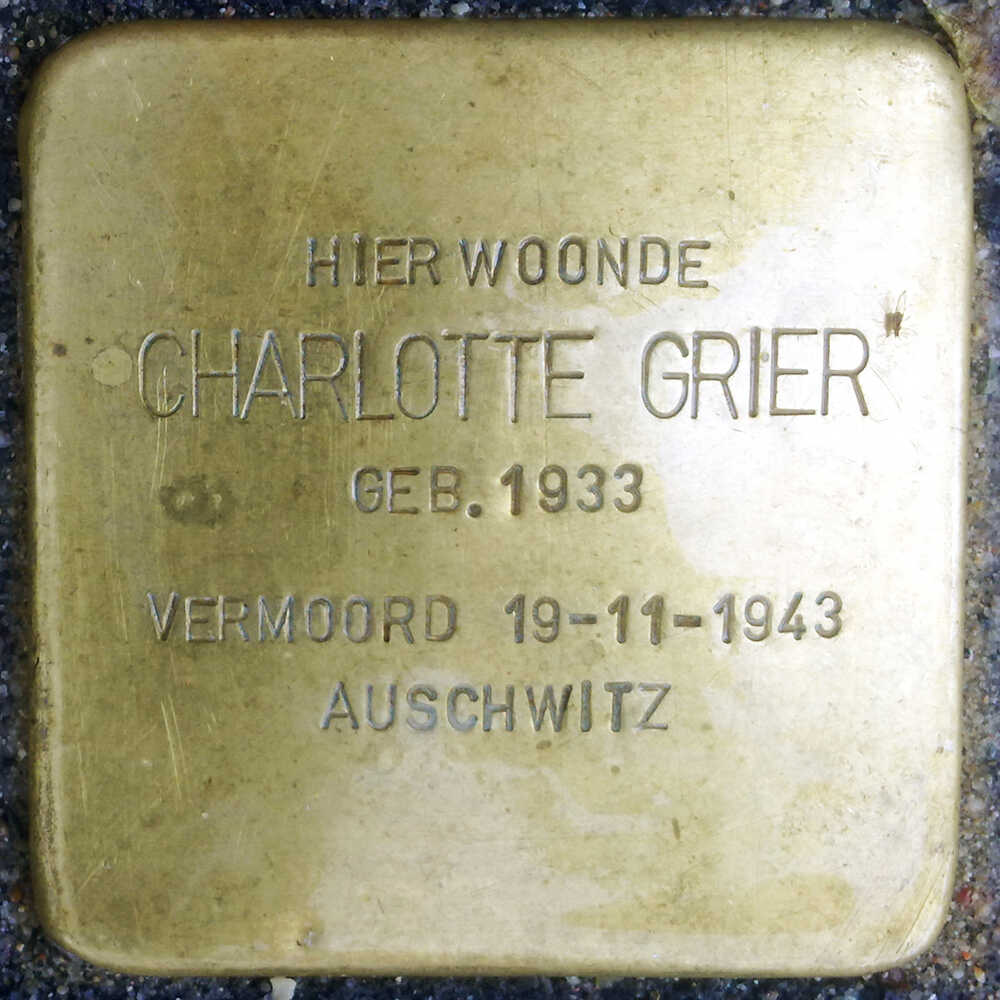 HIER WOONDE
CHARLOTTE GRIER
GEB. 1933
VERMOORD 19-11-1943
AUSCHWITZ